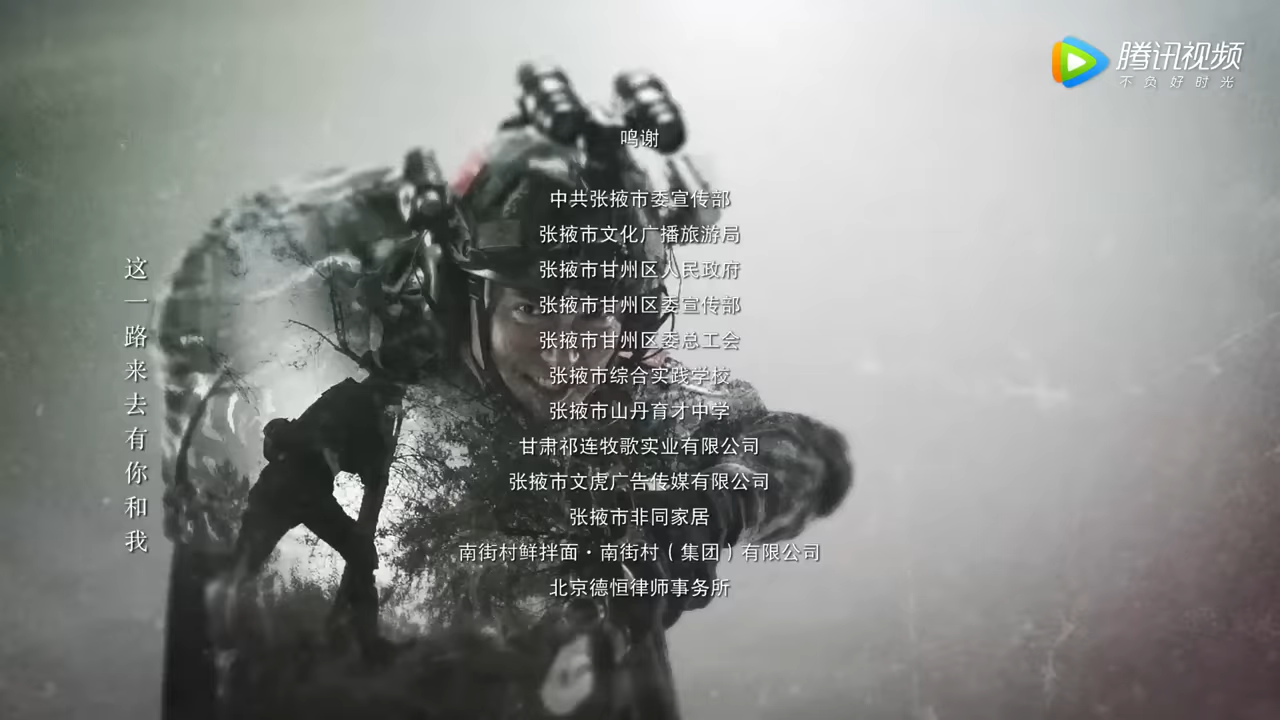 腾讯视频
不负好时光
鸣谢
中共张掖市委宣传部
张掖市文化广播旅游局
张掖市甘州区人民政府
张掖市甘州区委宣传部
张掖市甘州区委总工会
张掖市综合实践学校
张掖市山丹育才中学
甘肃祁连牧歌实业有限公司
张掖市文虎广告传媒有限公司
张掖市非同家居
南街村鲜拌面·南街村（集团）有限公司
北京德恒律师事务所
这一路来去有你和我